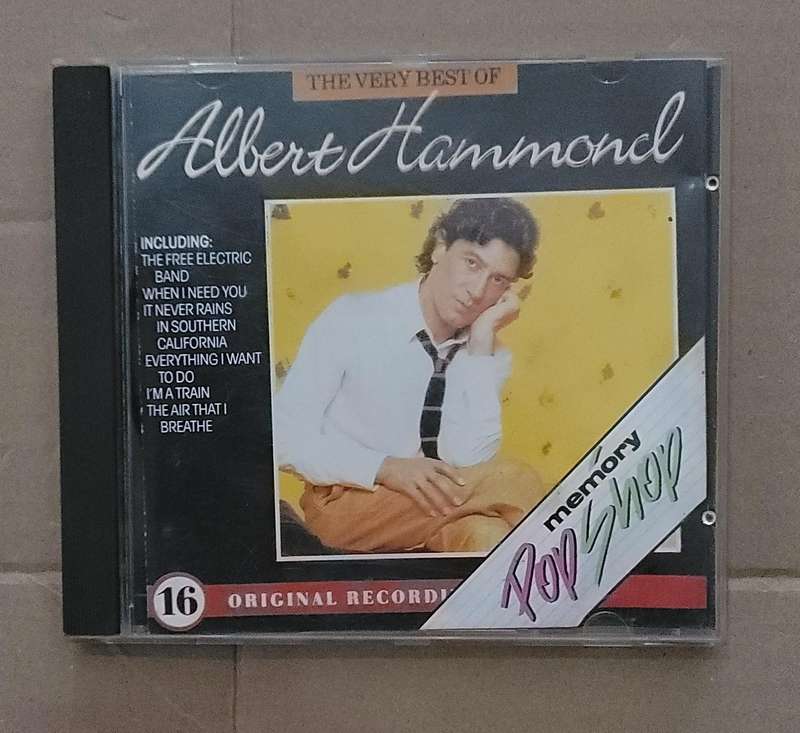 THE VERY BEST OF
Albert Hammond
INCLUDING:
THE FREE ELECTRIC
BAND
WHEN I NEED YOU
IT NEVER RAINS
IN SOUTHERN
CALIFORNIA
EVERYTHING I WANT
TO DO
I'M A TRAIN
THE AIR THAT I
BREATHE
memory
Pop Shop
16 ORIGINAL RECORDI